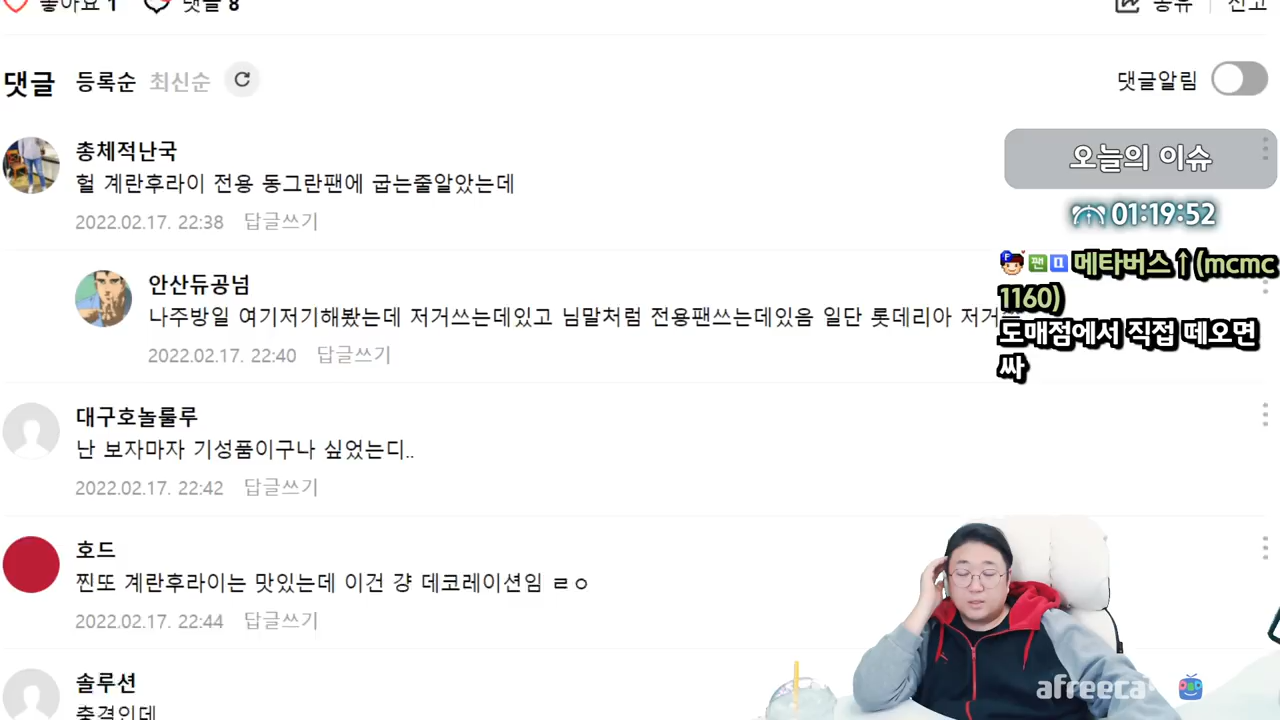 좋아요 1 댓글 8
공유 신고
댓글 등록순 최신순
댓글알림
총체적난국
헐 계란후라이 전용 동그란팬에 굽는줄알았는데
2022.02.17. 22:38 답글쓰기
안산듀공넘
나주방일 여기저기해봤는데 저거쓰는데있고 님말처럼 전용팬쓰는데있음 일단 롯데리아 저거
2022.02.17. 22:40 답글쓰기
대구호놀룰루
난 보자마자 기성품이구나 싶었는디..
2022.02.17. 22:42 답글쓰기
호드
찐또 계란후라이는 맛있는데 이건 걍 데코레이션임 ㄹㅇ
2022.02.17. 22:44 답글쓰기
솔루션
충격인데
오늘의 이슈
01:19:52
F 팬 메타버스↑(mcmc
1160)
도매점에서 직접 떼오면
싸
afreeca